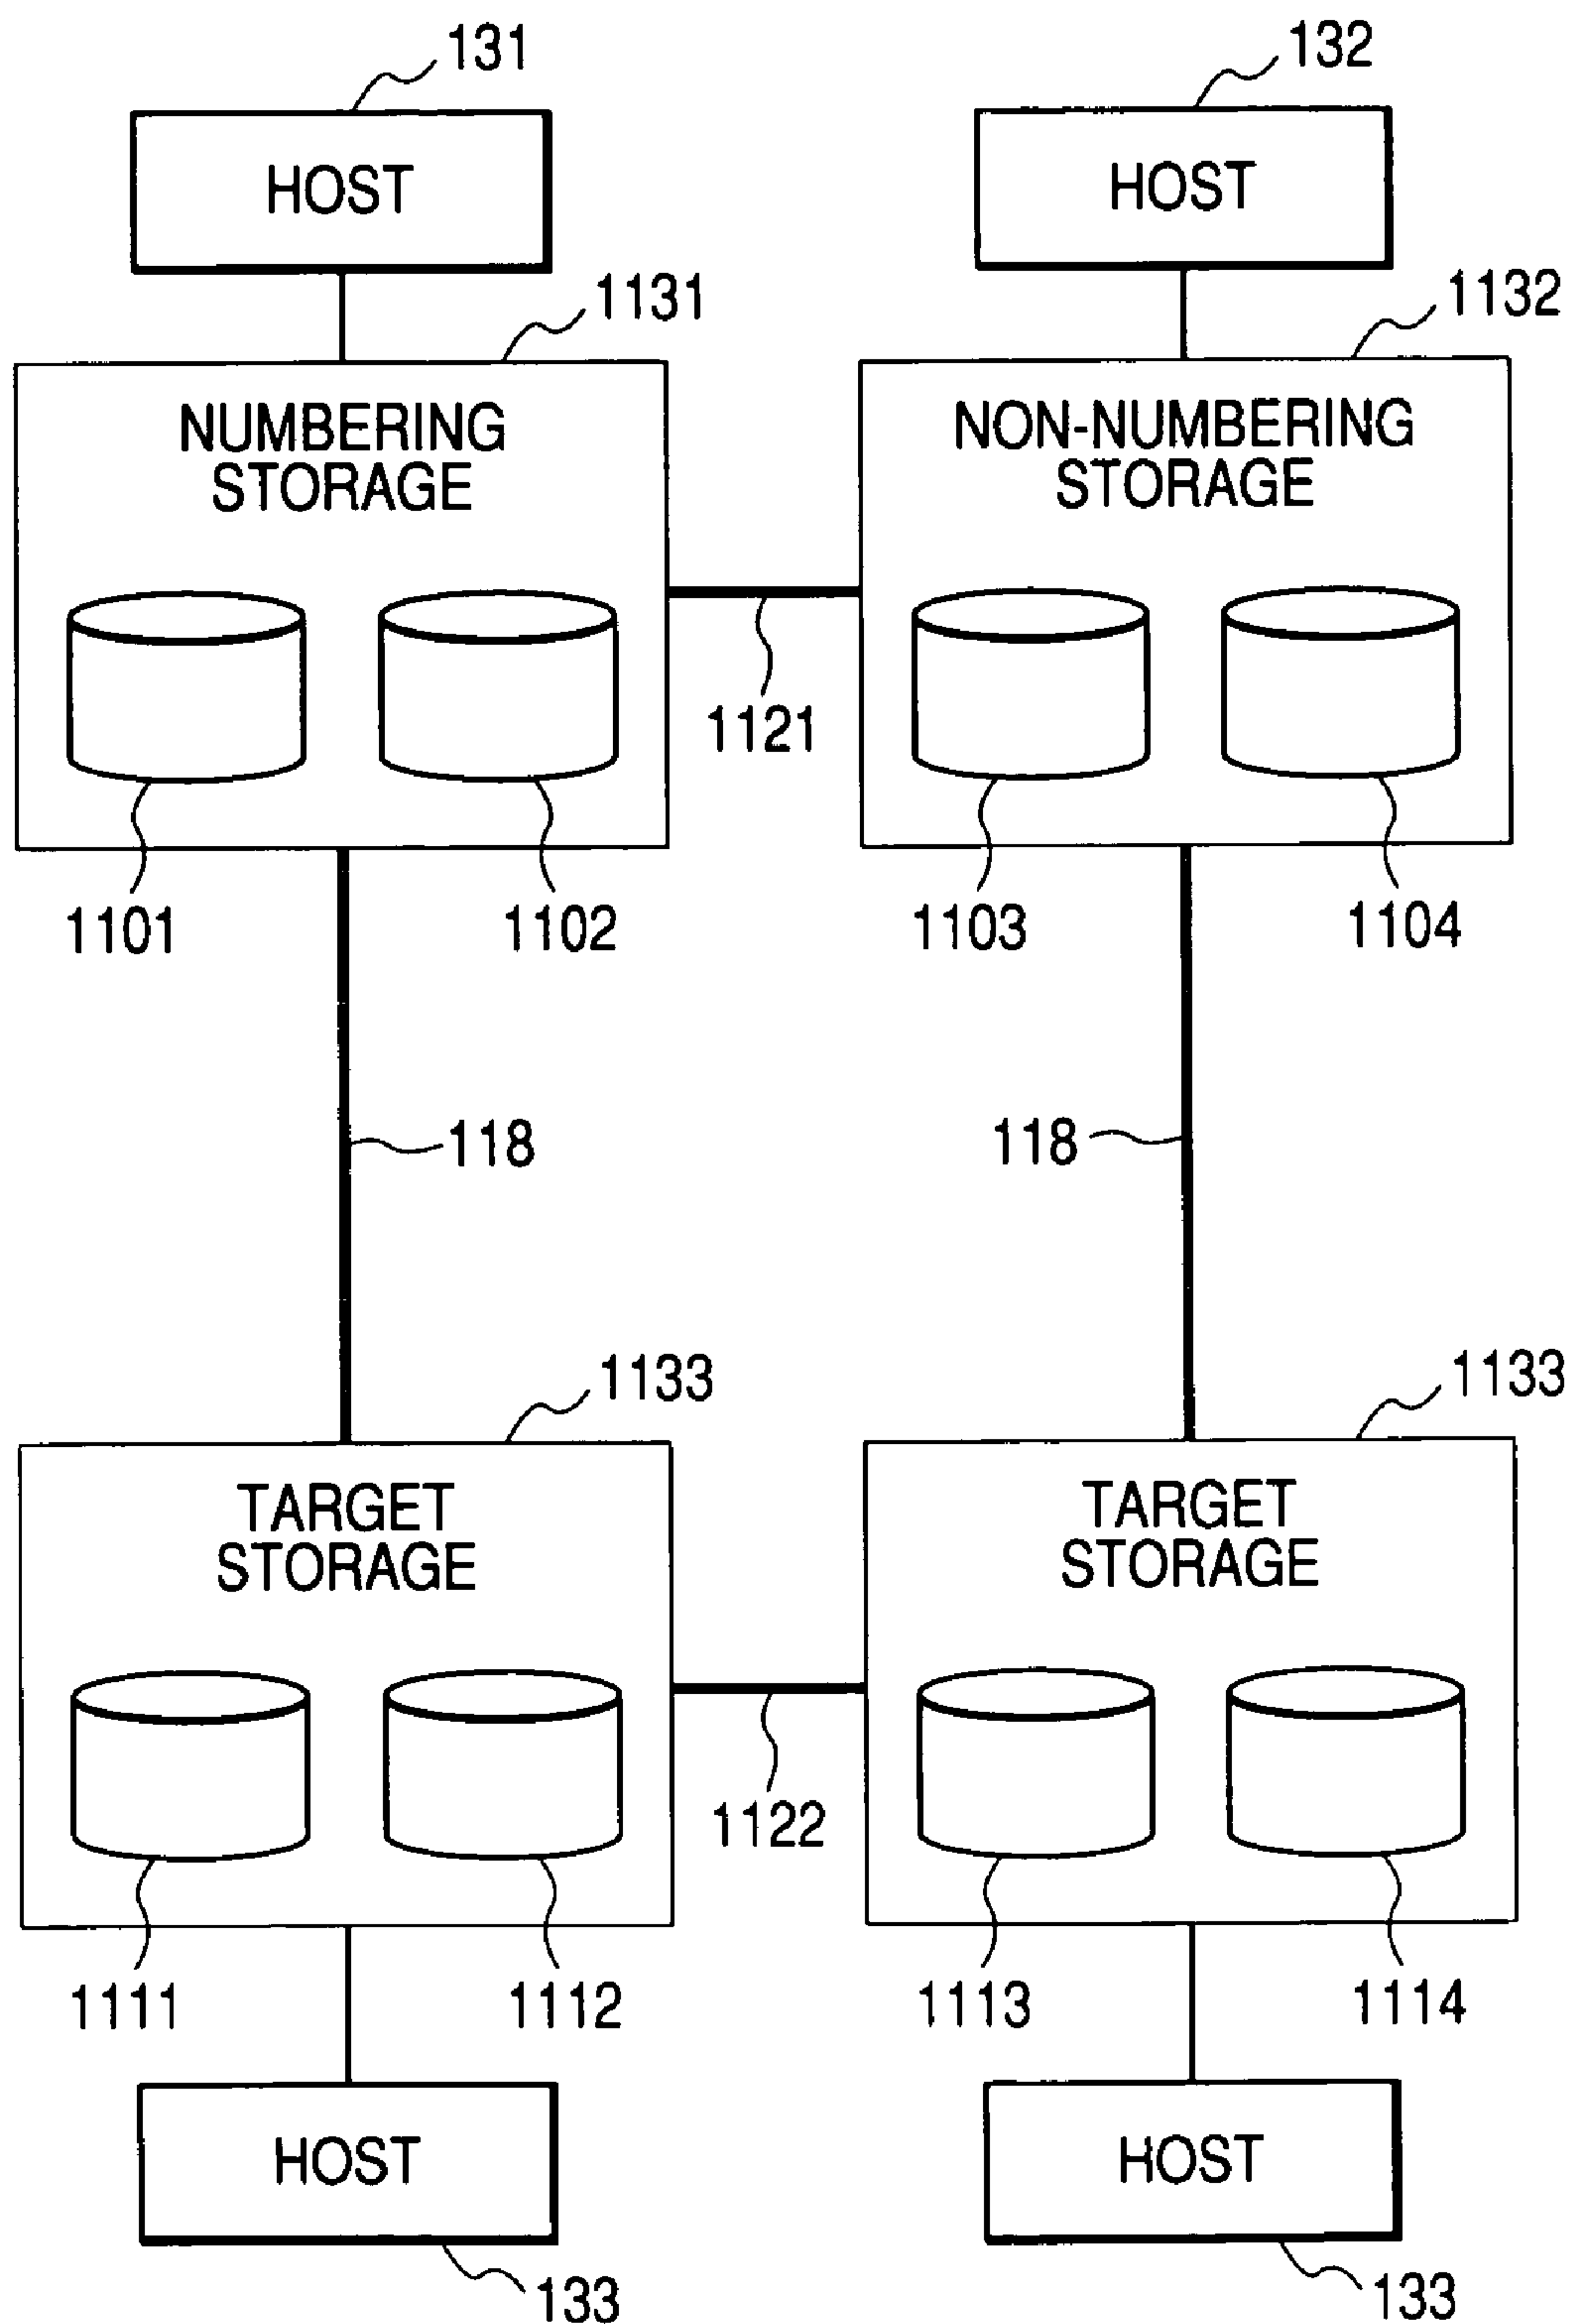 131
132
HOST
HOST
1131
1132
NUMBERING
STORAGE
NON-NUMBERING
STORAGE
1121
1101
1102
1103
1104
118
118
1133
1133
TARGET
STORAGE
TARGET
STORAGE
1122
1111
1112
1113
1114
HOST
HOST
133
133